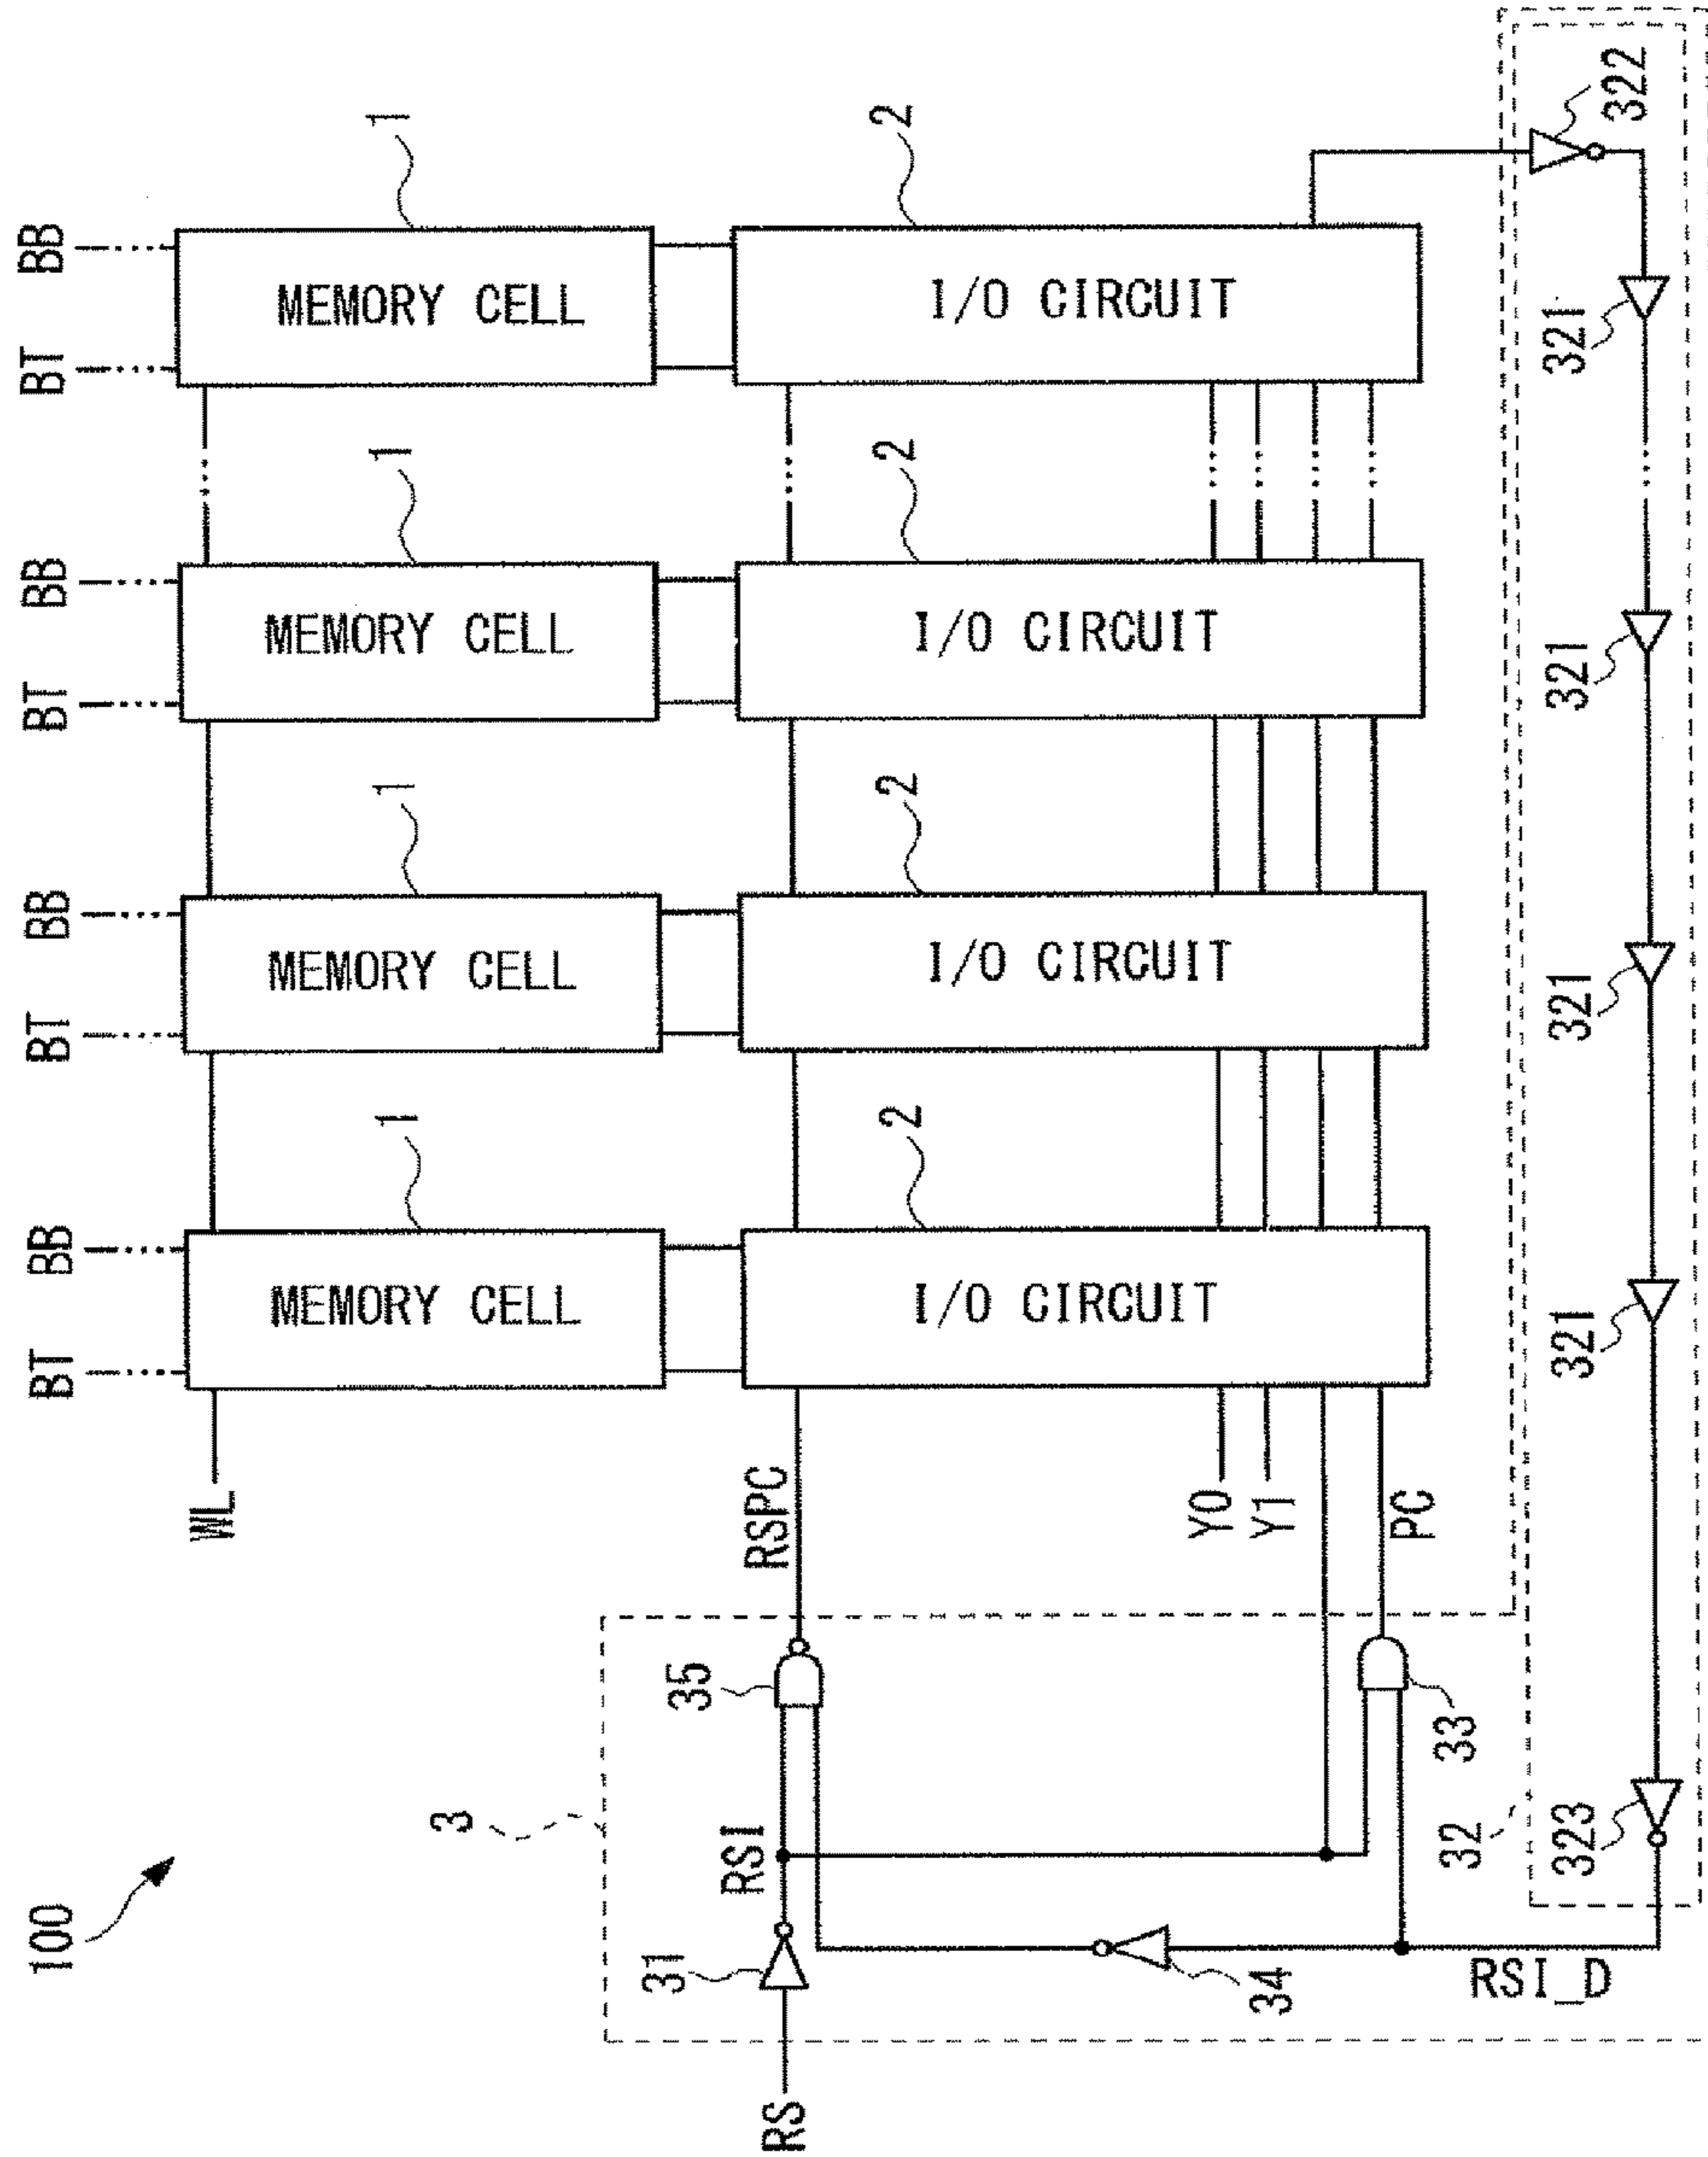 100
BT
BB
BT
BB
BT
BB
BT
BB
1
1
1
1
WL
MEMORY CELL
MEMORY CELL
MEMORY CELL
MEMORY CELL
3
2
2
2
2
RS
31
RSI
35
RSPC
I/O CIRCUIT
I/O CIRCUIT
I/O CIRCUIT
I/O CIRCUIT
Y0
Y1
34
33
PC
RSI_D
32
323
321
321
321
321
322